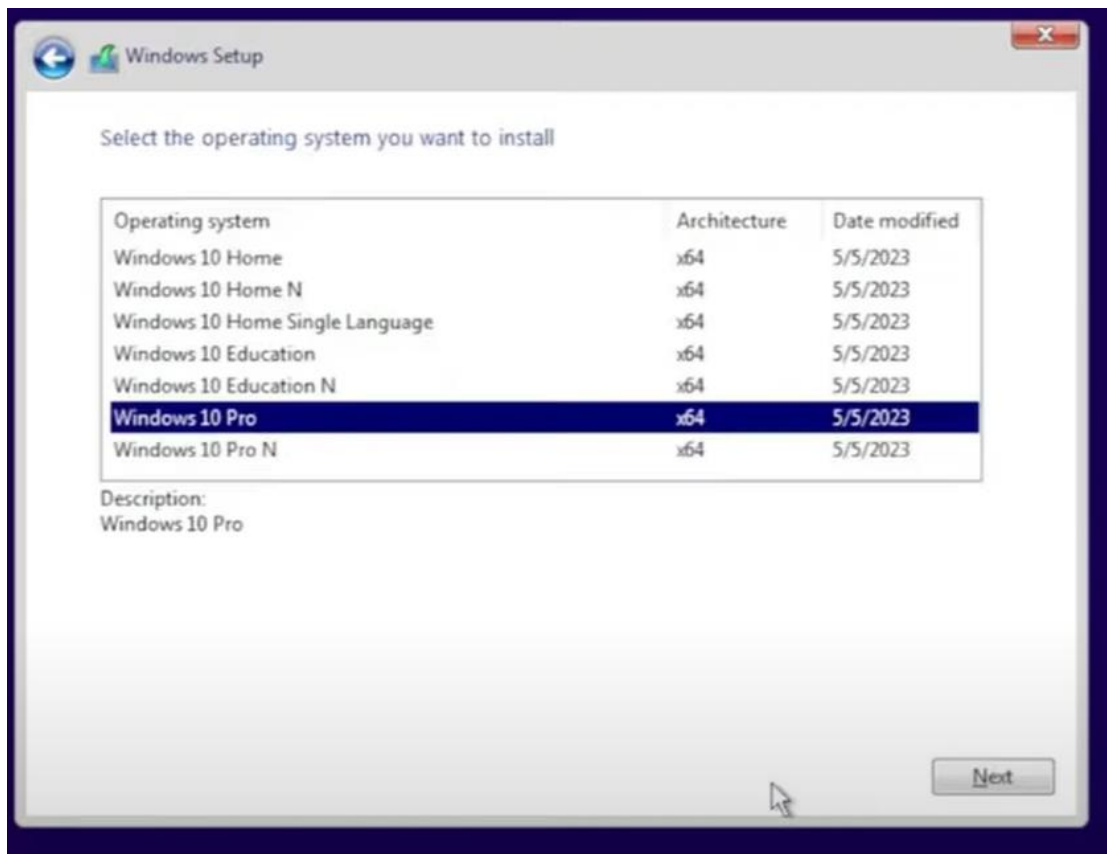 Windows Setup
Select the operating system you want to install
Operating system Architecture Date modified
Windows 10 Home x64 5/5/2023
Windows 10 Home N x64 5/5/2023
Windows 10 Home Single Language x64 5/5/2023
Windows 10 Education x64 5/5/2023
Windows 10 Education N x64 5/5/2023
Windows 10 Pro x64 5/5/2023
Windows 10 Pro N x64 5/5/2023
Description:
Windows 10 Pro
Next